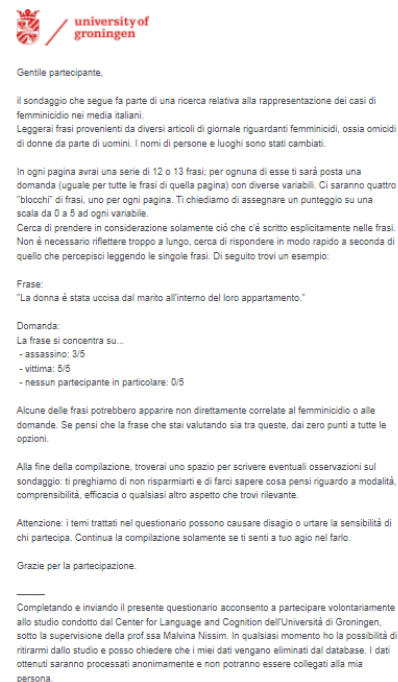 university of
groningen
Gentile partecipante,
il sondaggio che segue fa parte di una ricerca relativa alla rappresentazione dei casi di
femminicidio nei media italiani.
Leggerai frasi provenienti da diversi articoli di giornale riguardanti femminicidi, ossia omicidi
di donne da parte di uomini. I nomi di persone e luoghi sono stati cambiati.
In ogni pagina avrai una serie di 12 o 13 frasi; per ognuna di esse ti sarà posta una
domanda (uguale per tutte le frasi di quella pagina) con diverse variabili. Ci saranno quattro
"blocchi" di frasi, uno per ogni pagina. Ti chiediamo di assegnare un punteggio su una
scala da 0 a 5 ad ogni variabile.
Cerca di prendere in considerazione solamente ciò che c'è scritto esplicitamente nelle frasi.
Non è necessario riflettere troppo a lungo, cerca di rispondere in modo rapido a seconda di
quello che percepisci leggendo le singole frasi. Di seguito trovi un esempio:
Frase:
"La donna è stata uccisa dal marito all'interno del loro appartamento."
Domanda:
La frase si concentra su...
- assassino: 3/5
- vittima: 5/5
- nessun partecipante in particolare: 0/5
Alcune delle frasi potrebbero apparire non direttamente correlate al femminicidio o alle
domande. Se pensi che la frase che stai valutando sia tra queste, dai zero punti a tutte le
opzioni.
Alla fine della compilazione, troverai uno spazio per scrivere eventuali osservazioni sul
sondaggio: ti preghiamo di non risparmiarti e di farci sapere cosa pensi riguardo a modalità,
comprensibilità, efficacia o qualsiasi altro aspetto che trovi rilevante.
Attenzione: i temi trattati nel questionario possono causare disagio o urtare la sensibilità di
chi partecipa. Continua la compilazione solamente se ti senti a tuo agio nel farlo.
Grazie per la partecipazione.
Completando e inviando il presente questionario acconsento a partecipare volontariamente
allo studio condotto dal Center for Language and Cognition dell'Università di Groningen,
sotto la supervisione della prof.ssa Malvina Nissim. In qualsiasi momento ho la possibilità di
ritirarmi dallo studio e posso chiedere che i miei dati vengano eliminati dal database. I dati
ottenuti saranno processati anonimamente e non potranno essere collegati alla mia
persona.